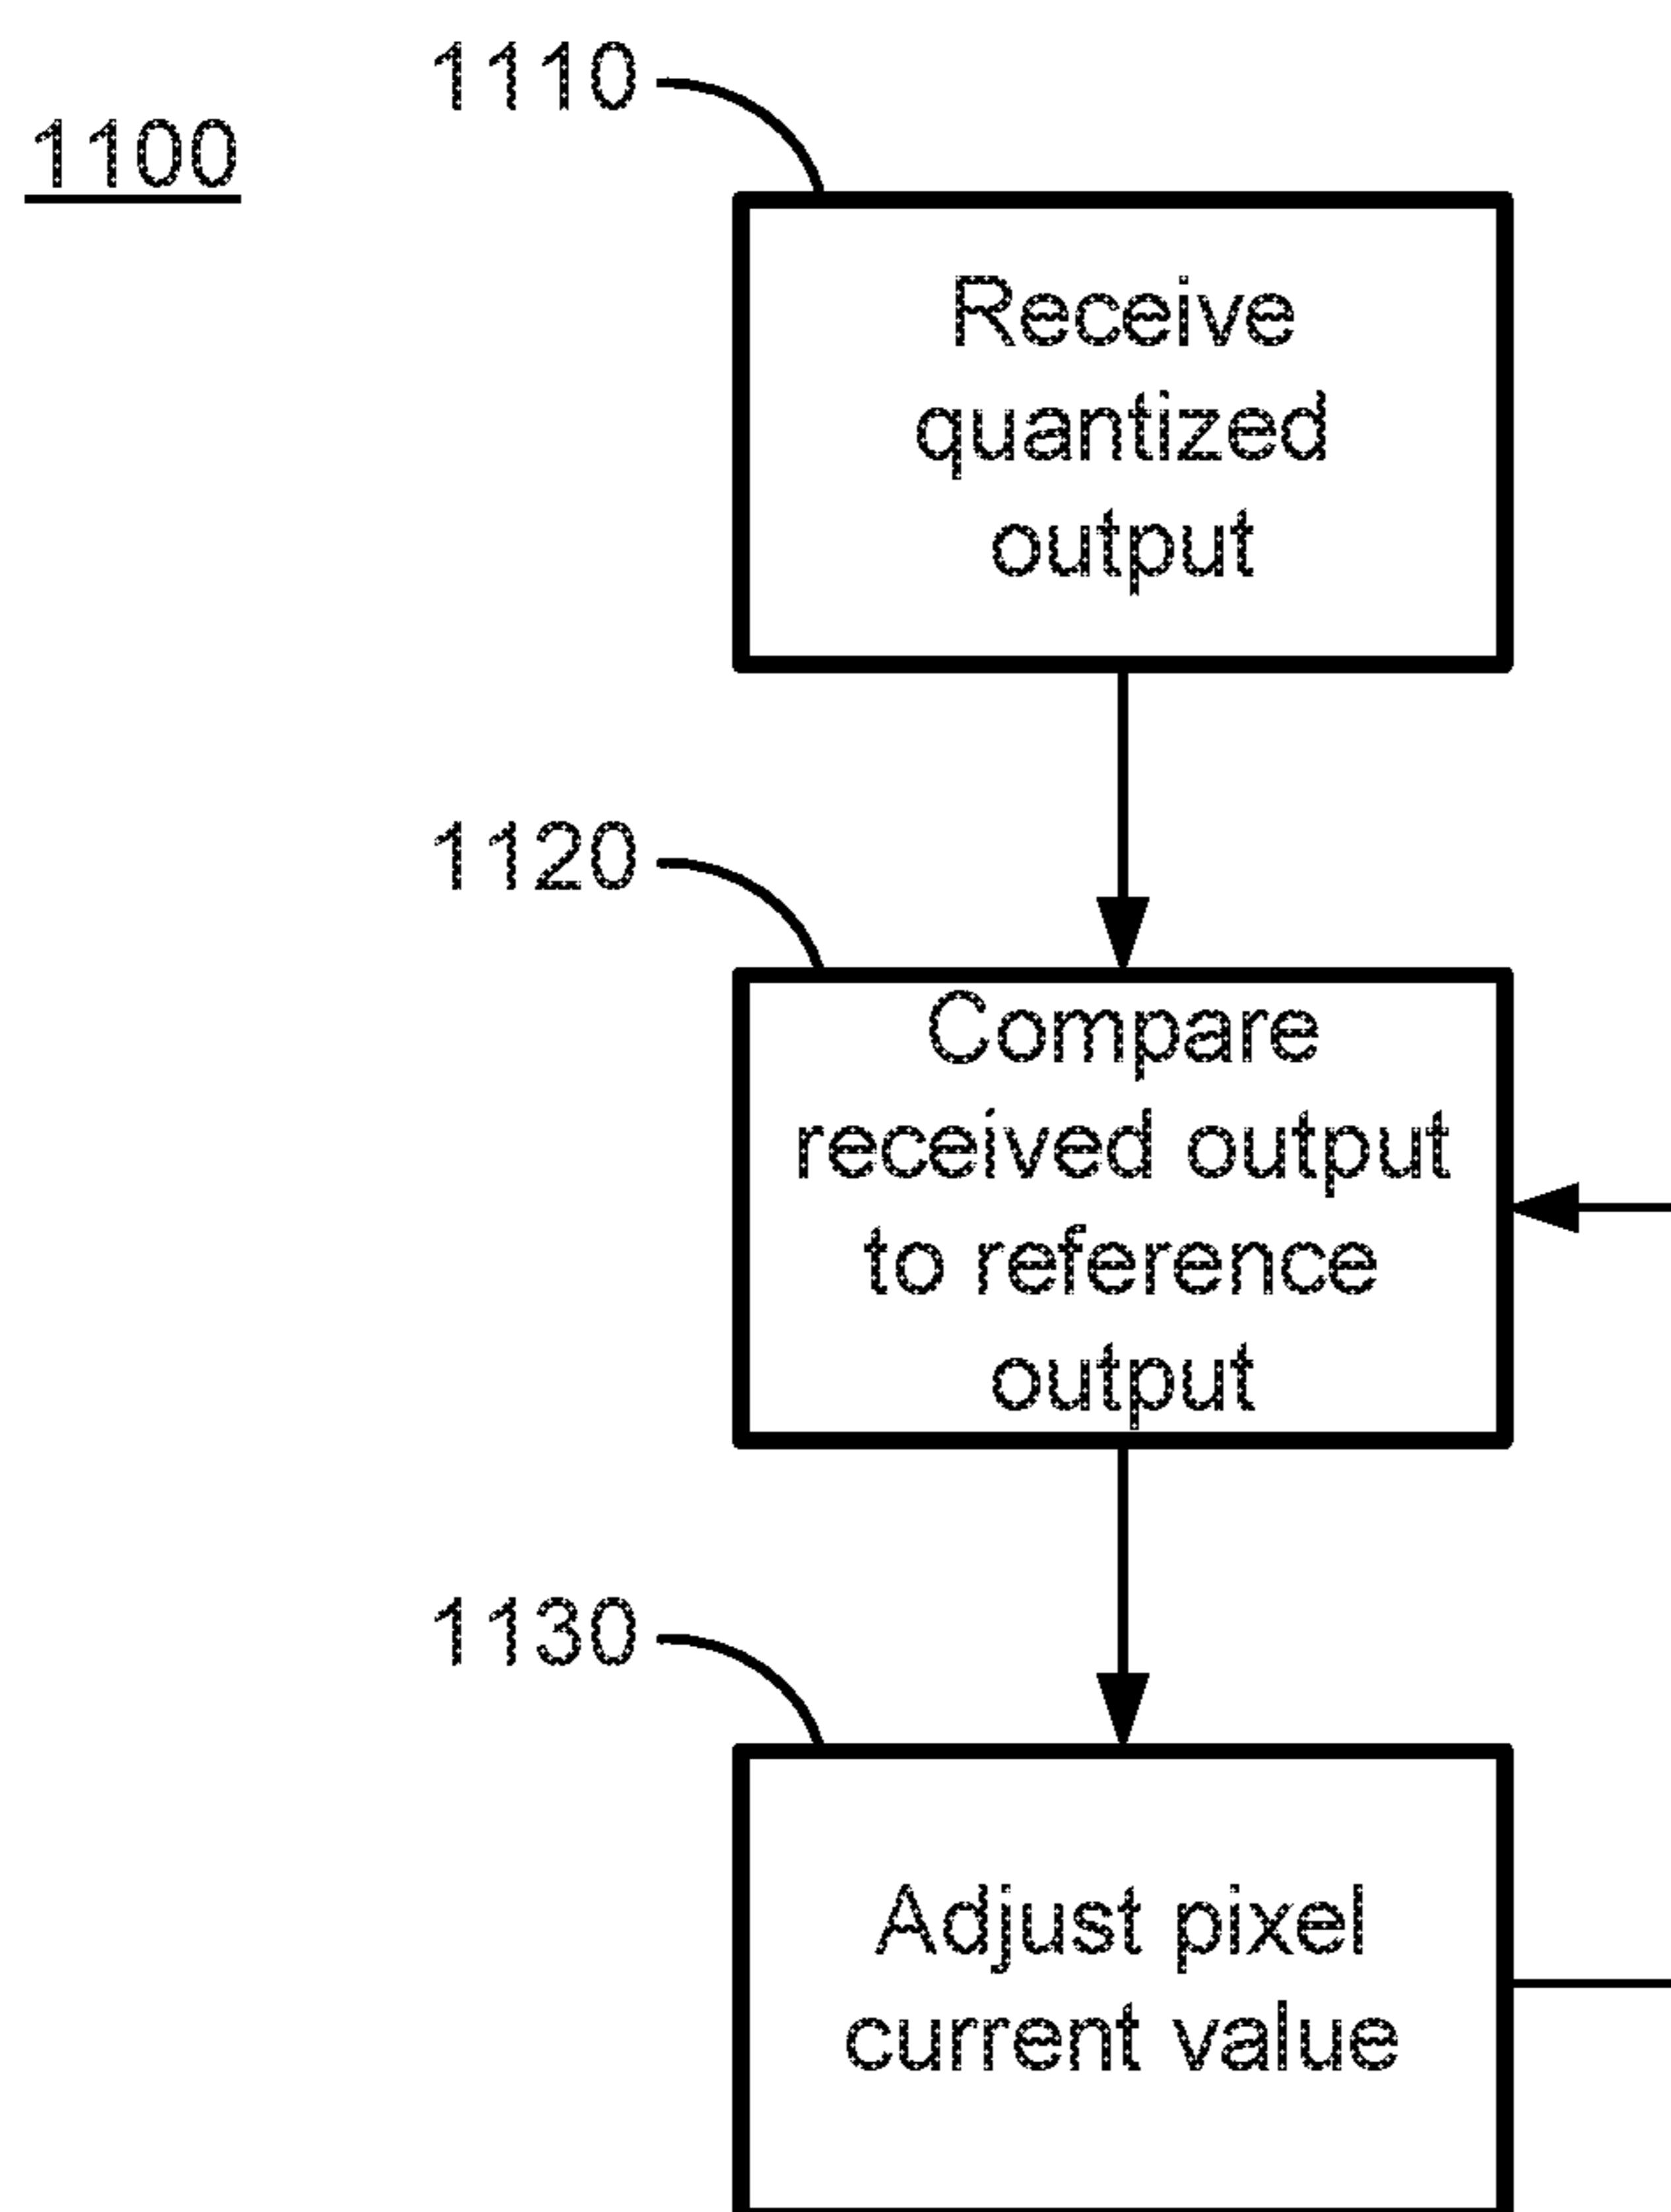 1100
1110
Receive
quantized
output
1120
Compare
received output
to reference
output
1130
Adjust pixel
current value